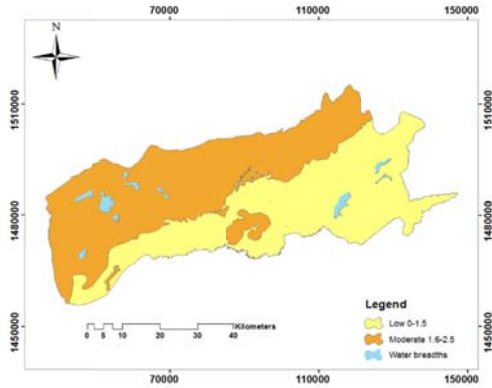 70000 110000 150000
N
1510000 1510000
1480000 1480000
1450000 1450000
Legend
Low 0-1.5
Moderate 1.6-2.5
Water breadths
Kilometers
0 5 10 20 30 40
70000 110000 150000